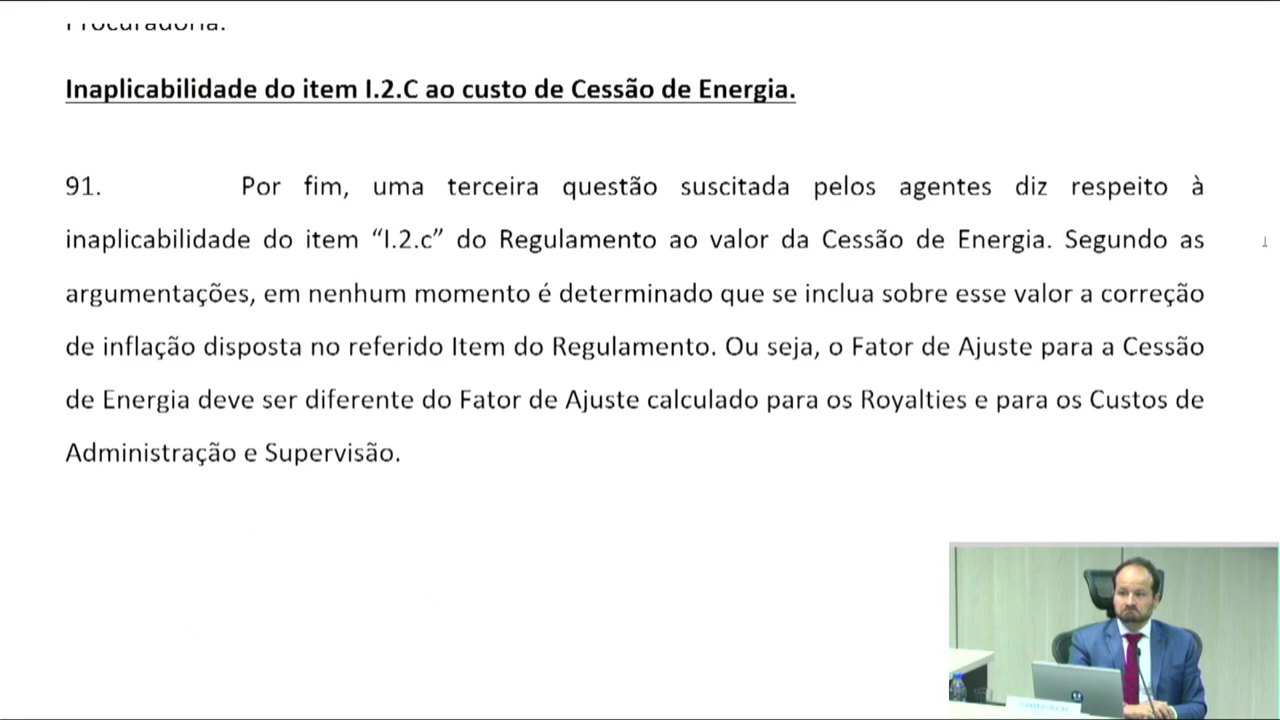 Procuradoria.
Inaplicabilidade do item I.2.C ao custo de Cessão de Energia.
91. Por fim, uma terceira questão suscitada pelos agentes diz respeito à
inaplicabilidade do item “I.2.c” do Regulamento ao valor da Cessão de Energia. Segundo as
argumentações, em nenhum momento é determinado que se inclua sobre esse valor a correção
de inflação disposta no referido Item do Regulamento. Ou seja, o Fator de Ajuste para a Cessão
de Energia deve ser diferente do Fator de Ajuste calculado para os Royalties e para os Custos de
Administração e Supervisão.